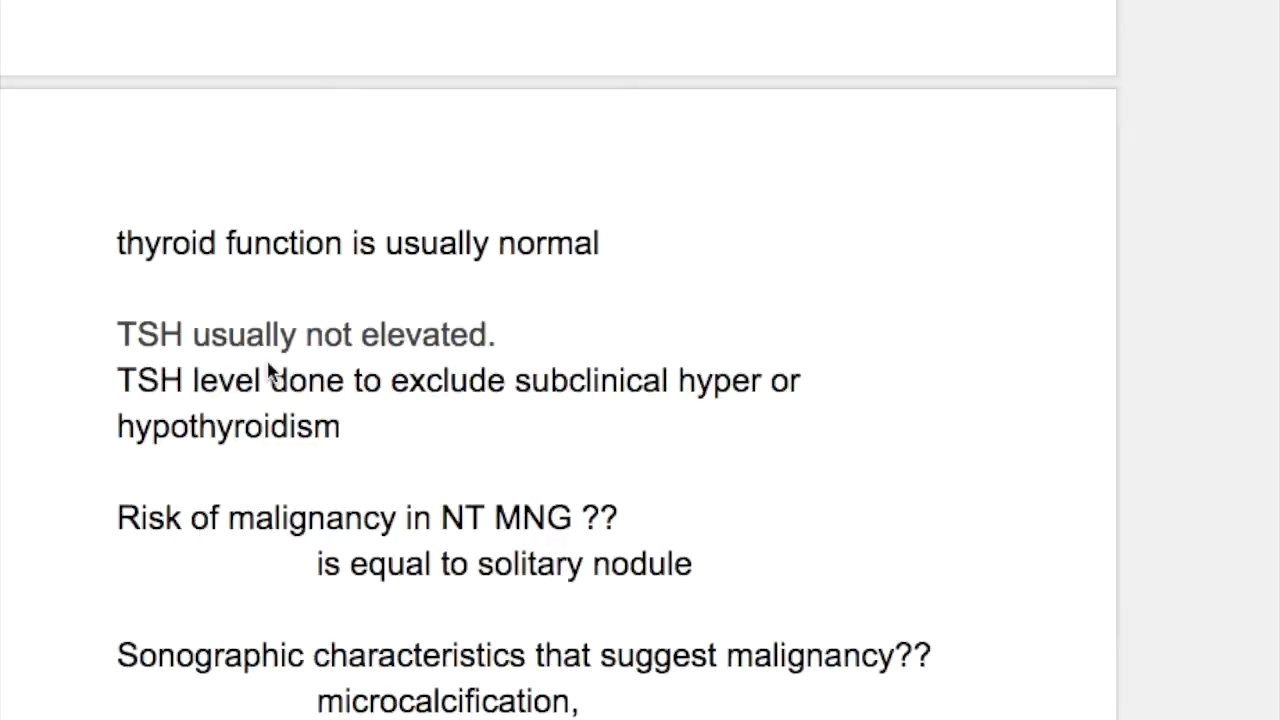 thyroid function is usually normal
TSH usually not elevated.
TSH level done to exclude subclinical hyper or
hypothyroidism
Risk of malignancy in NT MNG ??
is equal to solitary nodule
Sonographic characteristics that suggest malignancy??
microcalcification,